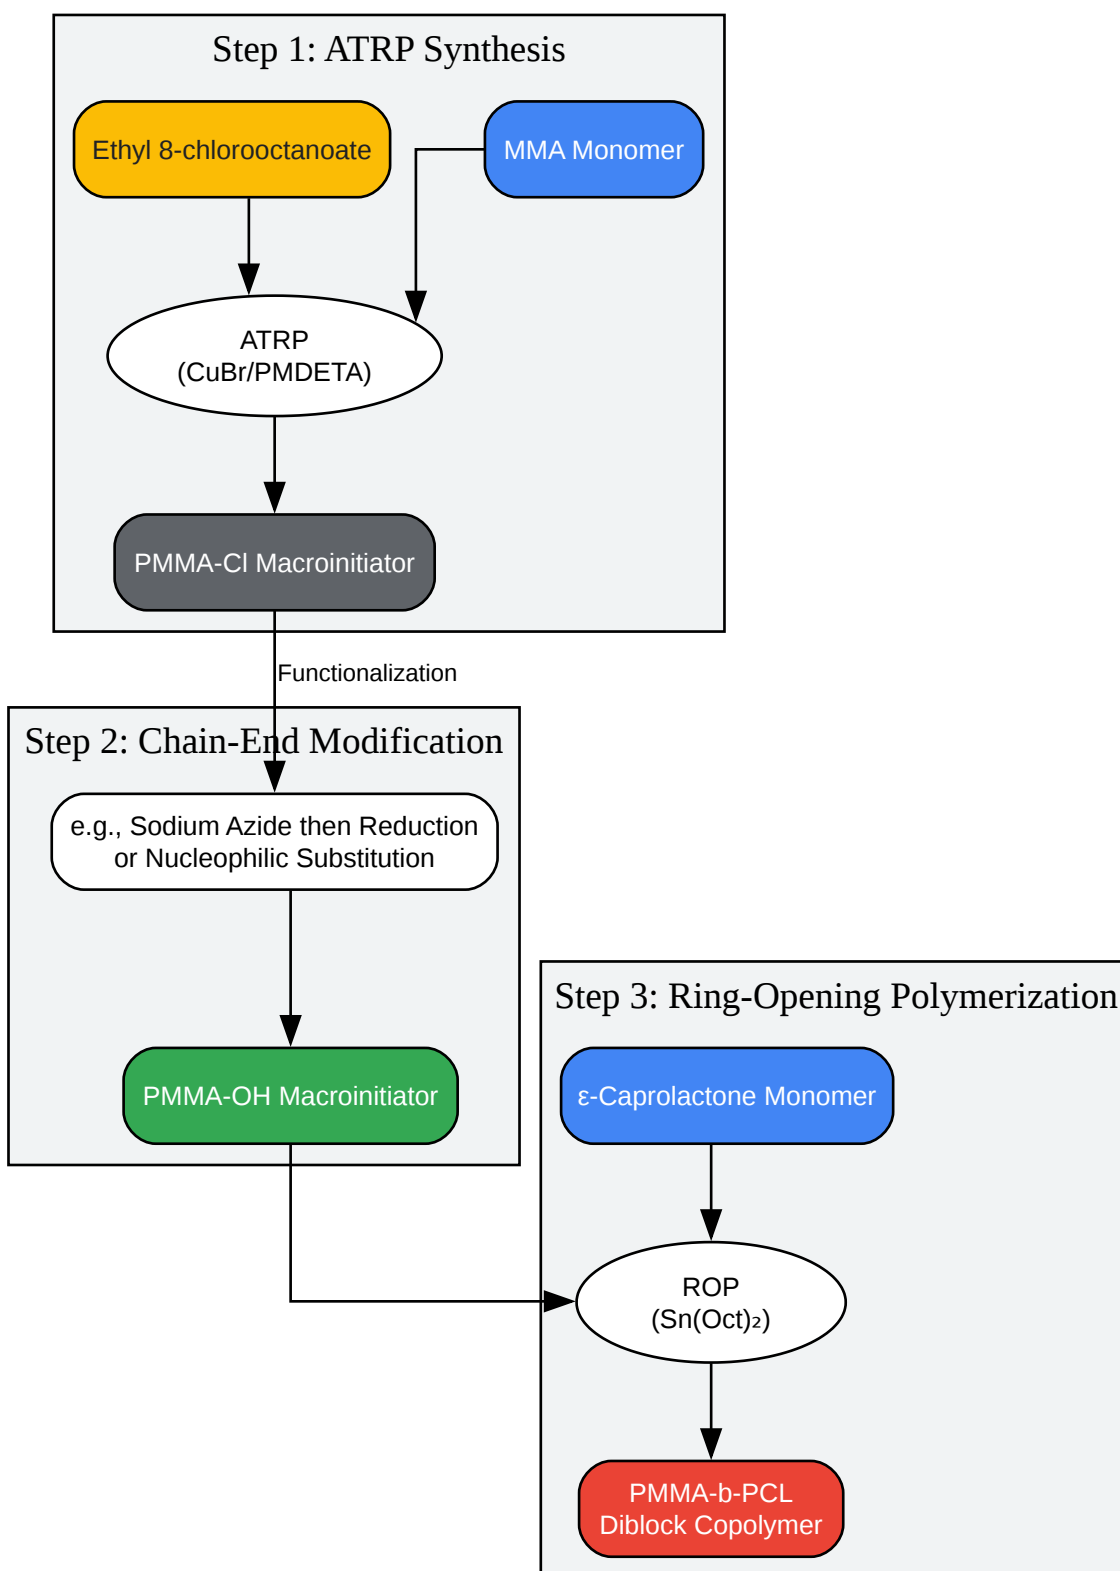 Step 1: ATRP Synthesis
Ethyl 8-chlorooctanoate
MMA Monomer
ATRP
(CuBr/PMDETA)
PMMA-Cl Macroinitiator
Functionalization
Step 2: Chain-End Modification
e.g., Sodium Azide then Reduction
or Nucleophilic Substitution
PMMA-OH Macroinitiator
Step 3: Ring-Opening Polymerization
ε-Caprolactone Monomer
ROP
(Sn(Oct)₂)
PMMA-b-PCL
Diblock Copolymer